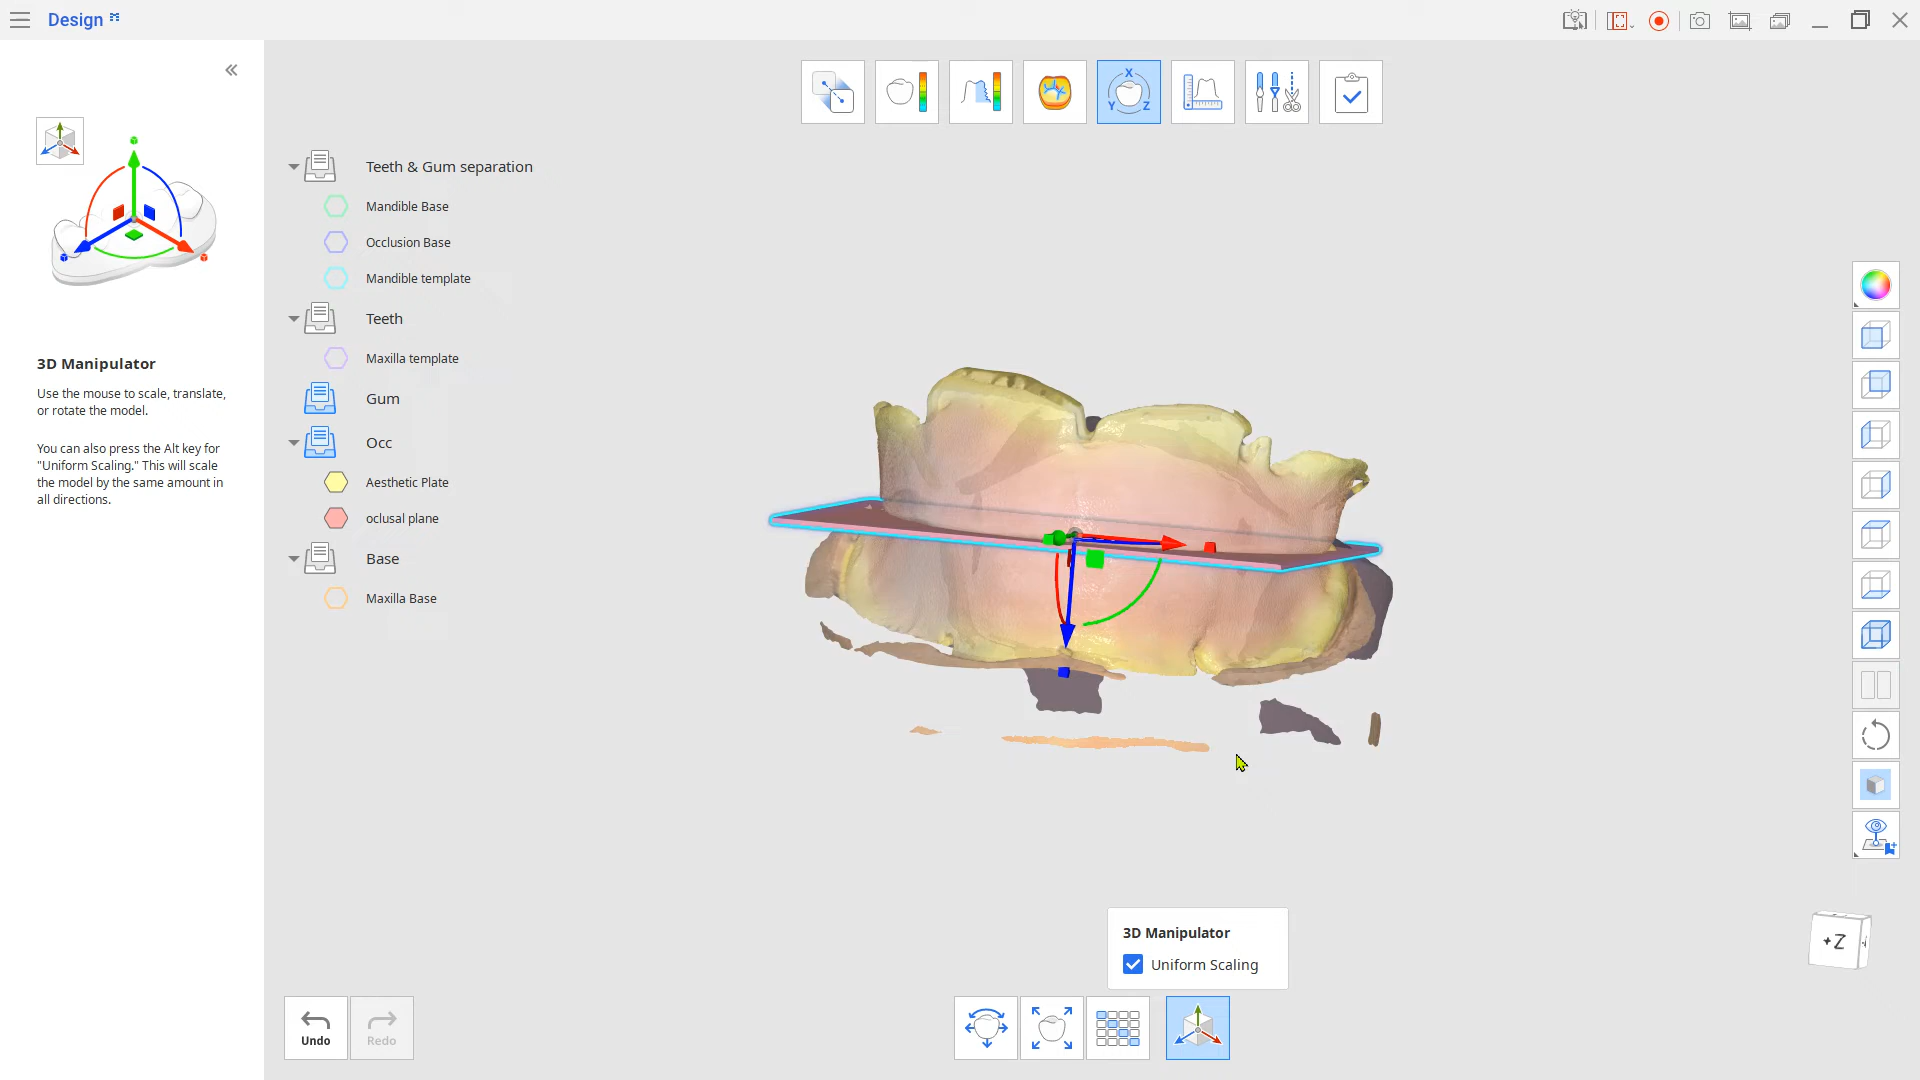 Design
X
Y Z
Teeth & Gum separation
Mandible Base
Occlusion Base
Mandible template
Teeth
Maxilla template
Gum
Occ
Aesthetic Plate
oclusal plane
Base
Maxilla Base
3D Manipulator
Use the mouse to scale, translate,
or rotate the model.
You can also press the Alt key for
"Uniform Scaling." This will scale
the model by the same amount in
all directions.
+Z
3D Manipulator
Uniform Scaling
Undo
Redo